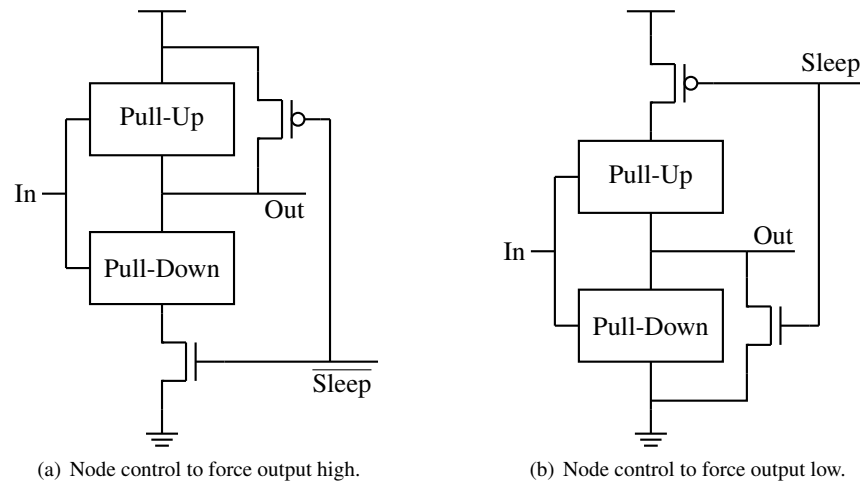 Pull-Up
In
Out
Pull-Down
Sleep
(a) Node control to force output high.
Sleep
Pull-Up
Out
In
Pull-Down
(b) Node control to force output low.